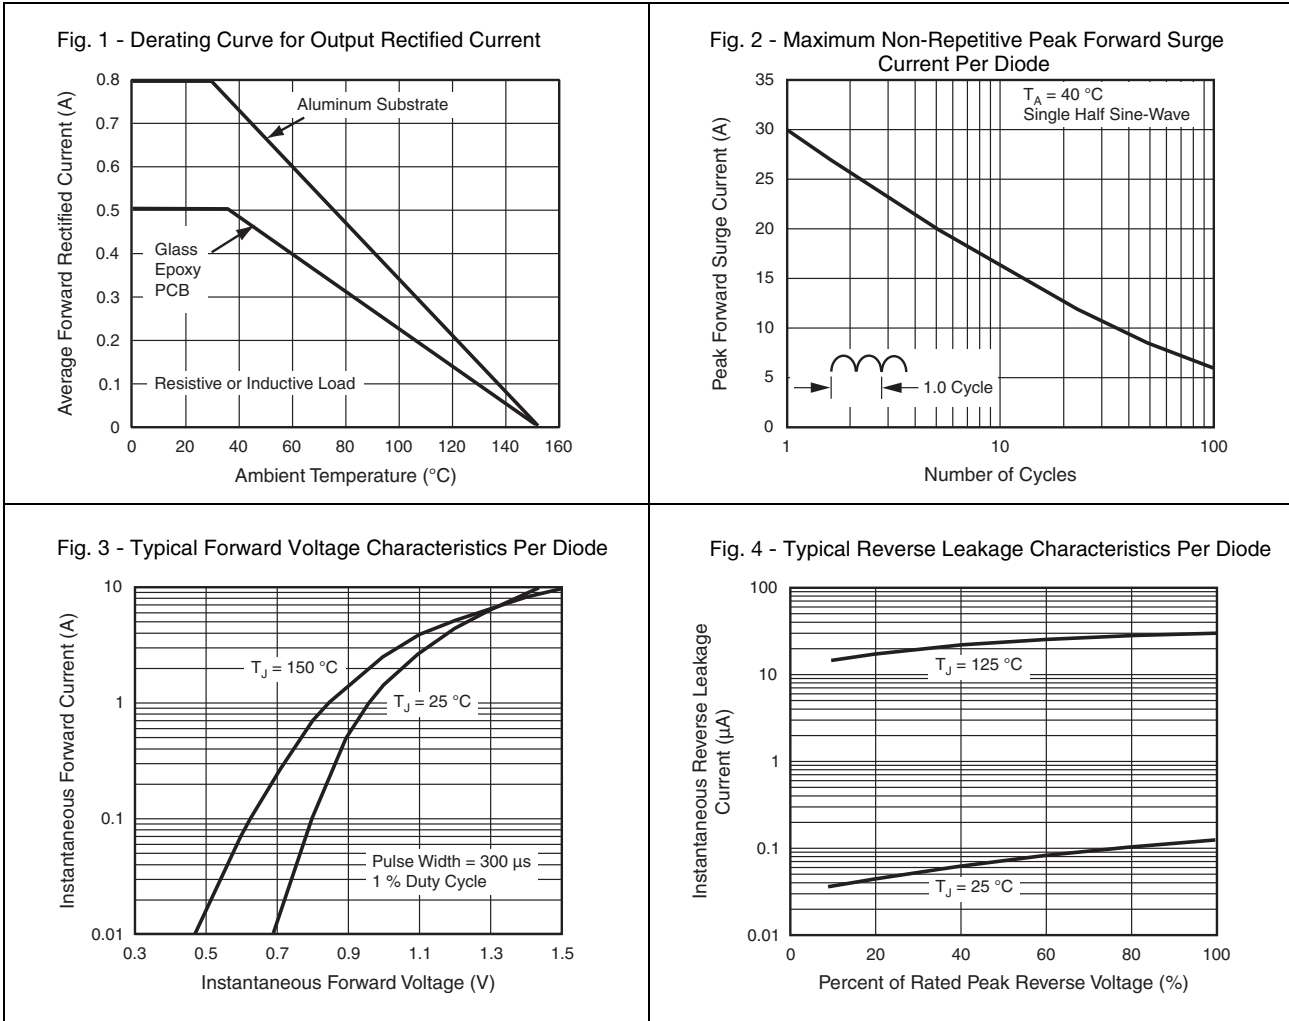 Fig. 1 - Derating Curve for Output Rectified Current
Average Forward Rectified Current (A)
0.8
0.7
0.6
0.5
0.4
0.3
0.2
0.1
0
Aluminum Substrate
Glass
Epoxy
PCB
Resistive or Inductive Load
0 20 40 60 80 100 120 140 160
Ambient Temperature (°C)
Fig. 2 - Maximum Non-Repetitive Peak Forward Surge
Current Per Diode
Peak Forward Surge Current (A)
35
30
25
20
15
10
5
0
T_A = 40 °C
Single Half Sine-Wave
1.0 Cycle
1 10 100
Number of Cycles
Fig. 3 - Typical Forward Voltage Characteristics Per Diode
Instantaneous Forward Current (A)
10
1
0.1
0.01
T_J = 150 °C
T_J = 25 °C
Pulse Width = 300 µs
1 % Duty Cycle
0.3 0.5 0.7 0.9 1.1 1.3 1.5
Instantaneous Forward Voltage (V)
Fig. 4 - Typical Reverse Leakage Characteristics Per Diode
Instantaneous Reverse Leakage
Current (µA)
100
10
1
0.1
0.01
T_J = 125 °C
T_J = 25 °C
0 20 40 60 80 100
Percent of Rated Peak Reverse Voltage (%)